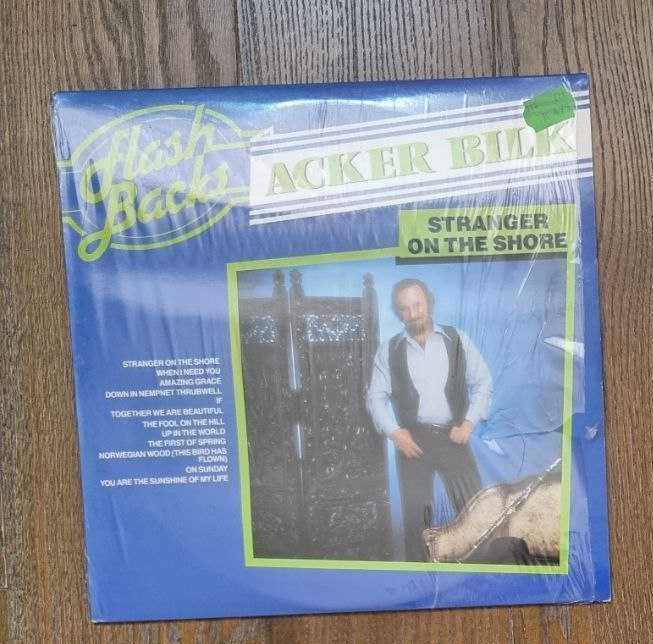 Flash
Backs
ACKER BILK
STRANGER
ON THE SHORE
STRANGER ON THE SHORE
WHEN I NEED YOU
AMAZING GRACE
DOWN IN NEMPNET THRUBWELL
IF
TOGETHER WE ARE BEAUTIFUL
THE FOOL ON THE HILL
UP IN THE WORLD
THE FIRST OF SPRING
NORWEGIAN WOOD (THIS BIRD HAS
FLOWN)
ON SUNDAY
YOU ARE THE SUNSHINE OF MY LIFE